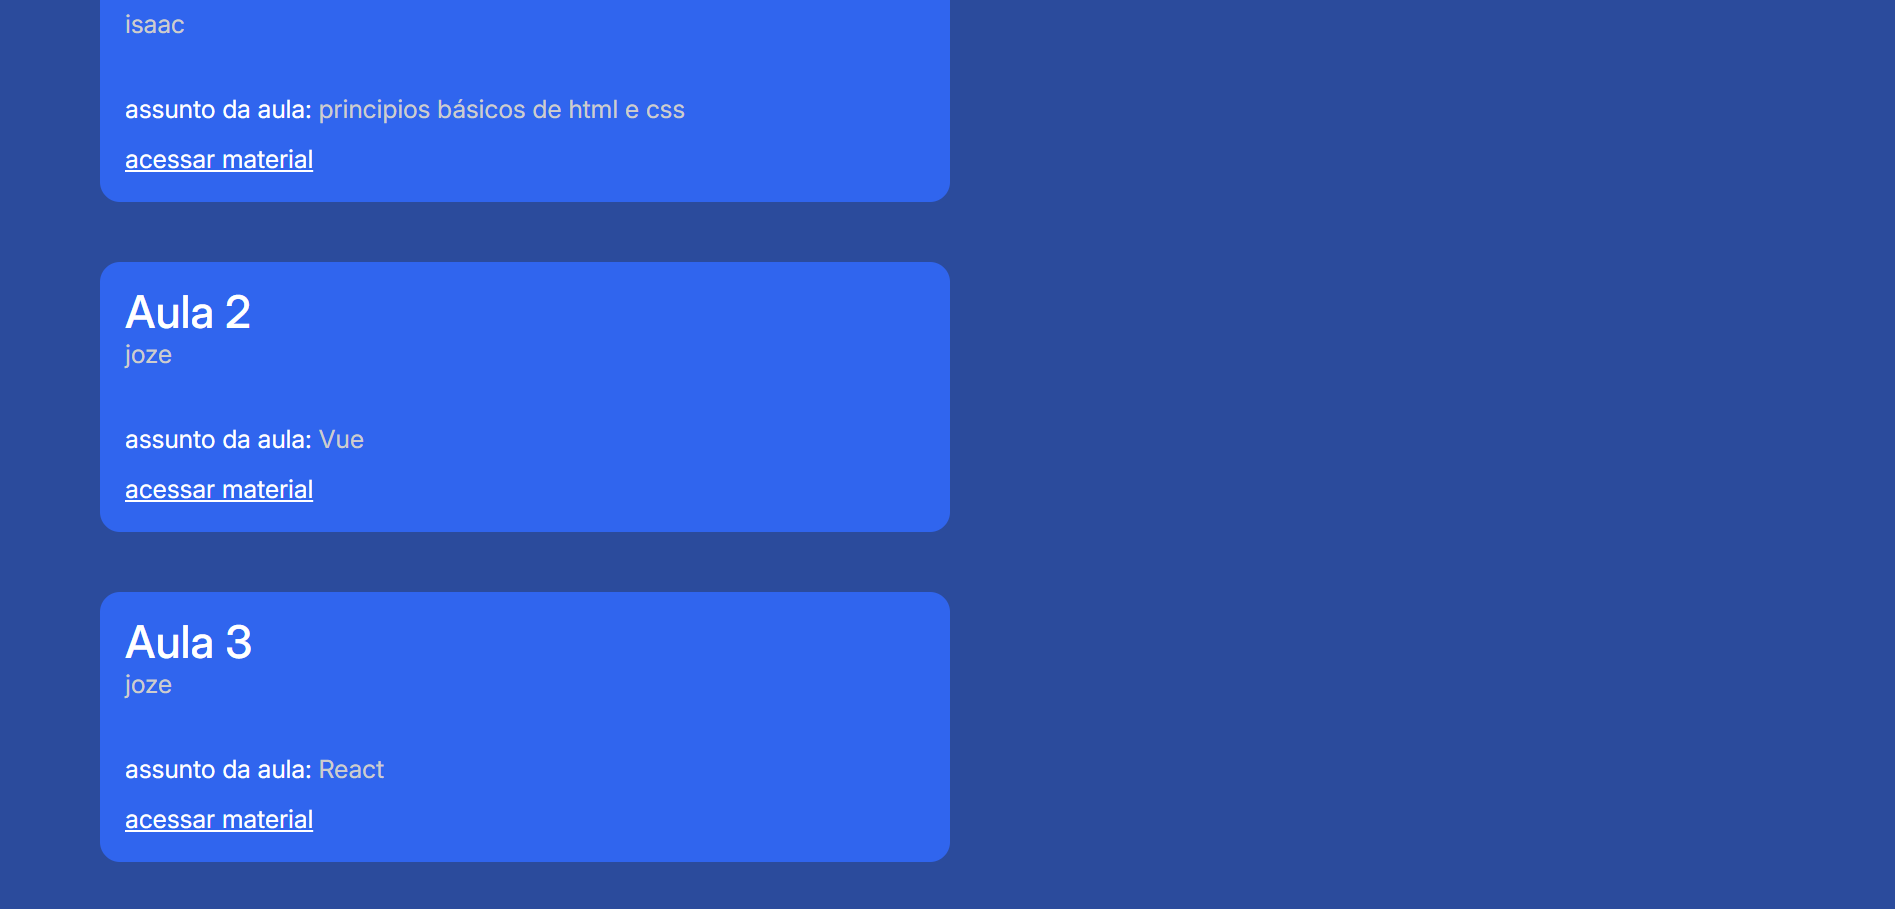 isaac
assunto da aula: principios básicos de html e css
acessar material
Aula 2
joze
assunto da aula: Vue
acessar material
Aula 3
joze
assunto da aula: React
acessar material